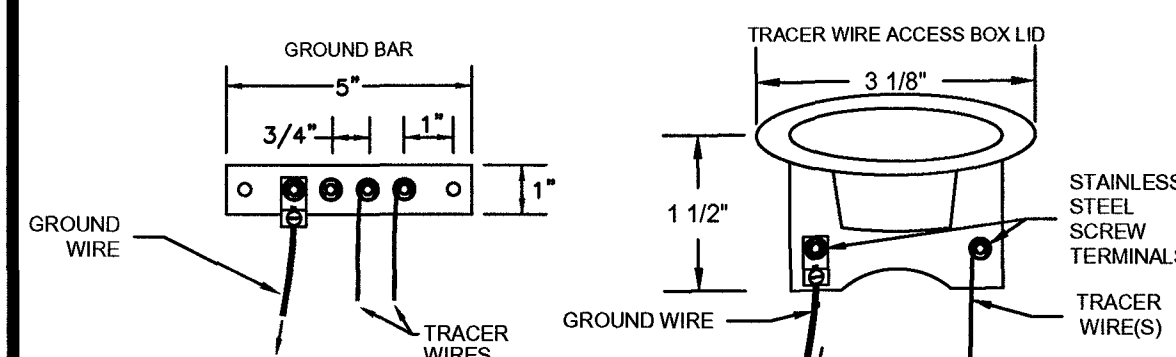 GROUND BAR
5"
3/4"
1"
1"
GROUND
WIRE
TRACER
WIRES
TRACER WIRE ACCESS BOX LID
3 1/8"
1 1/2"
STAINLESS
STEEL
SCREW
TERMINALS
GROUND WIRE
TRACER
WIRE(S)